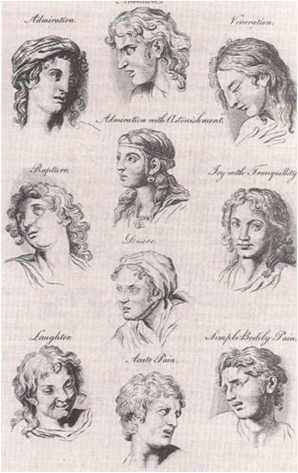 Admiration.
Veneration.
Admiration with Astonishment.
Rapture.
Joy with Tranquillity
Desire.
Laughter.
Acute Pain.
Simple Bodily Pain